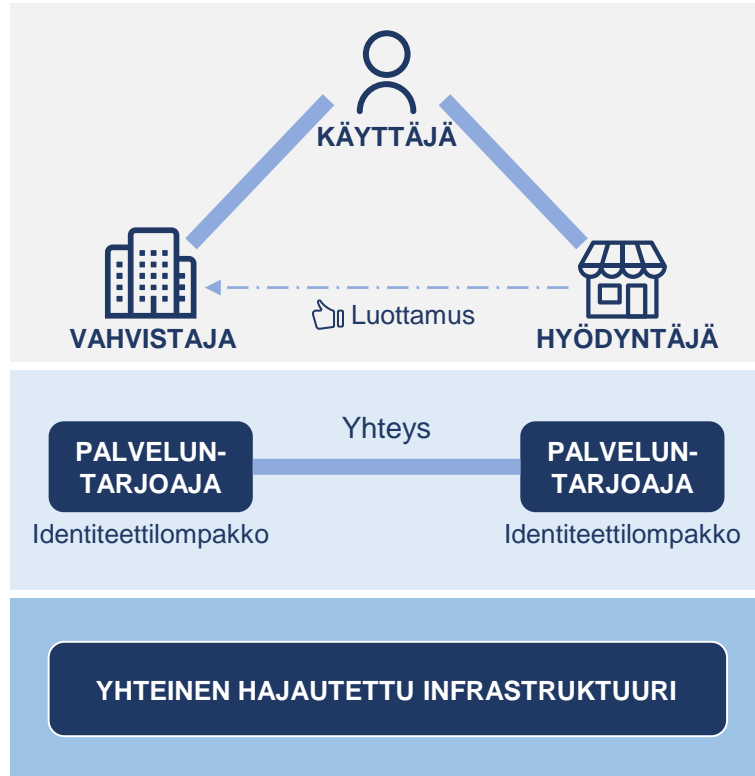 KÄYTTÄJÄ
Luottamus
VAHVISTAJA
HYÖDYNTÄJÄ
Yhteys
PALVELUN-
TARJOAJA
PALVELUN-
TARJOAJA
Identiteettilompakko
Identiteettilompakko
YHTEINEN HAJAUTETTU INFRASTRUKTUURI